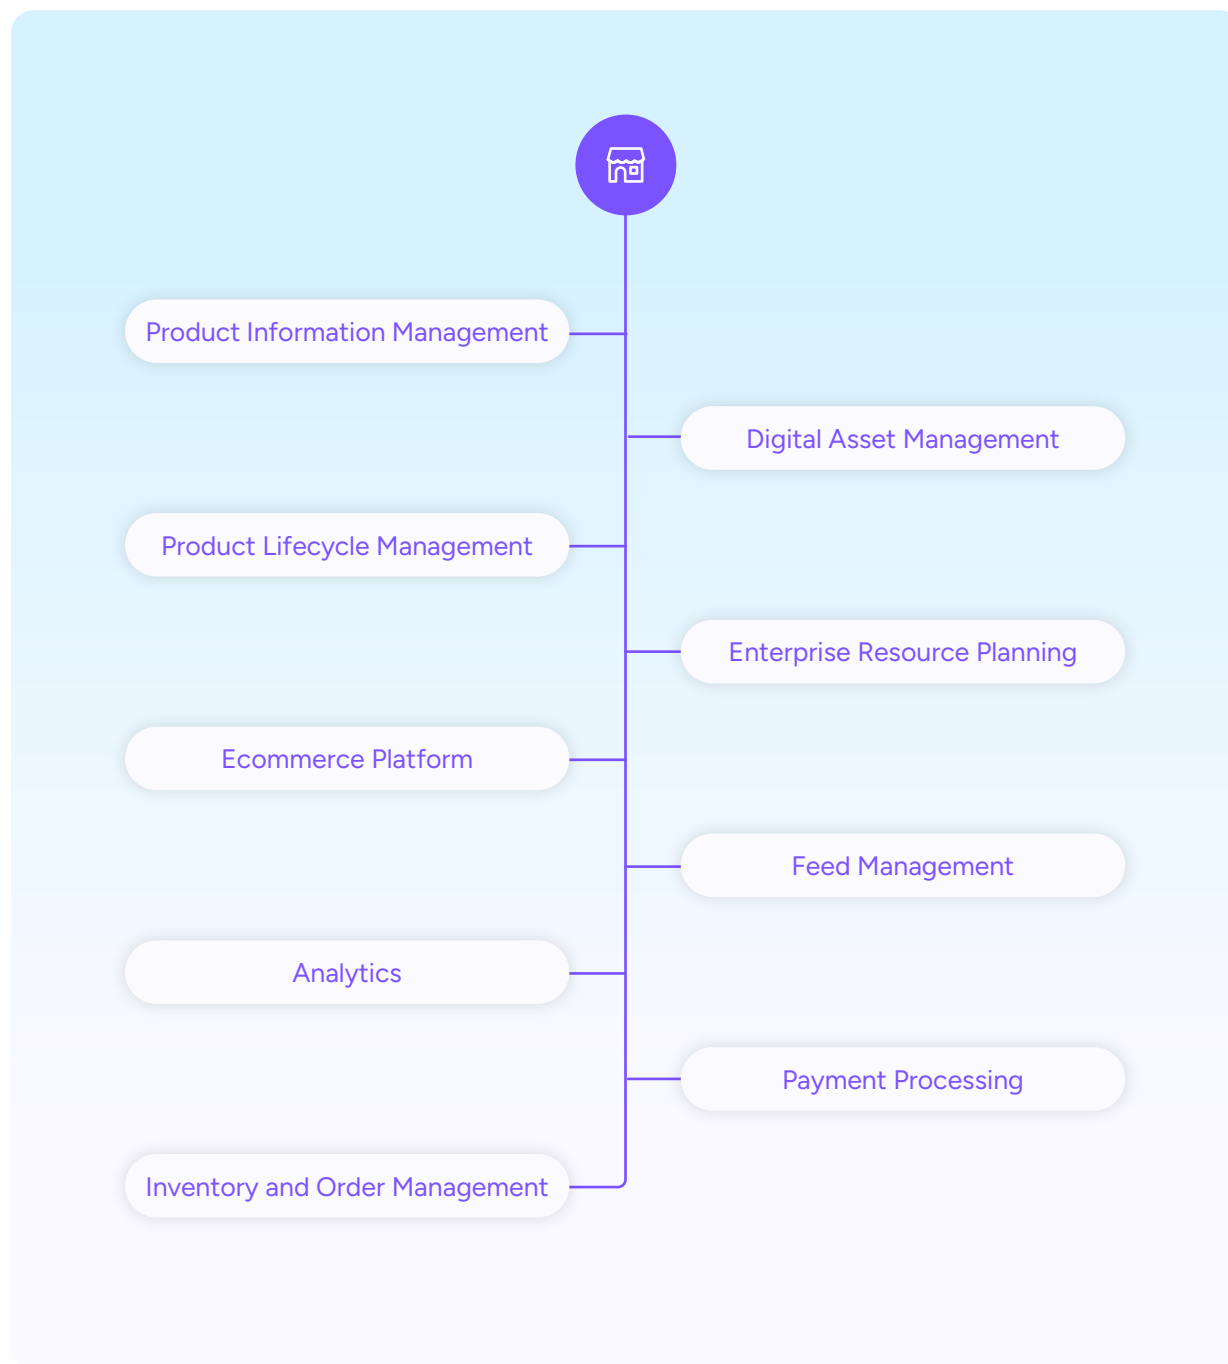 Product Information Management
Digital Asset Management
Product Lifecycle Management
Enterprise Resource Planning
Ecommerce Platform
Feed Management
Analytics
Payment Processing
Inventory and Order Management